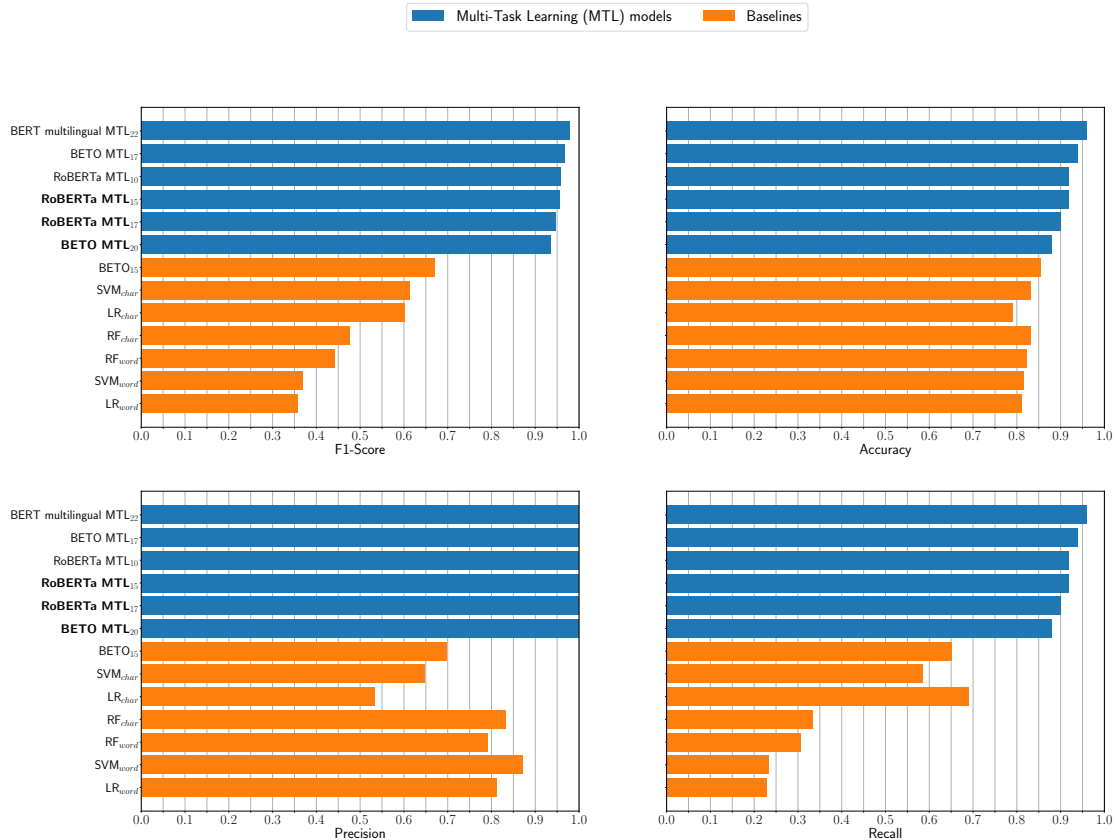 Multi-Task Learning (MTL) models Baselines
BERT multilingual MTL22
BETO MTL17
RoBERTa MTL10
RoBERTa MTL15
RoBERTa MTL17
BETO MTL20
BETO15
SVMchar
LRchar
RFchar
RFword
SVMword
LRword
0.0 0.1 0.2 0.3 0.4 0.5 0.6 0.7 0.8 0.9 1.0
F1-Score
0.0 0.1 0.2 0.3 0.4 0.5 0.6 0.7 0.8 0.9 1.0
Accuracy
BERT multilingual MTL22
BETO MTL17
RoBERTa MTL10
RoBERTa MTL15
RoBERTa MTL17
BETO MTL20
BETO15
SVMchar
LRchar
RFchar
RFword
SVMword
LRword
0.0 0.1 0.2 0.3 0.4 0.5 0.6 0.7 0.8 0.9 1.0
Precision
0.0 0.1 0.2 0.3 0.4 0.5 0.6 0.7 0.8 0.9 1.0
Recall